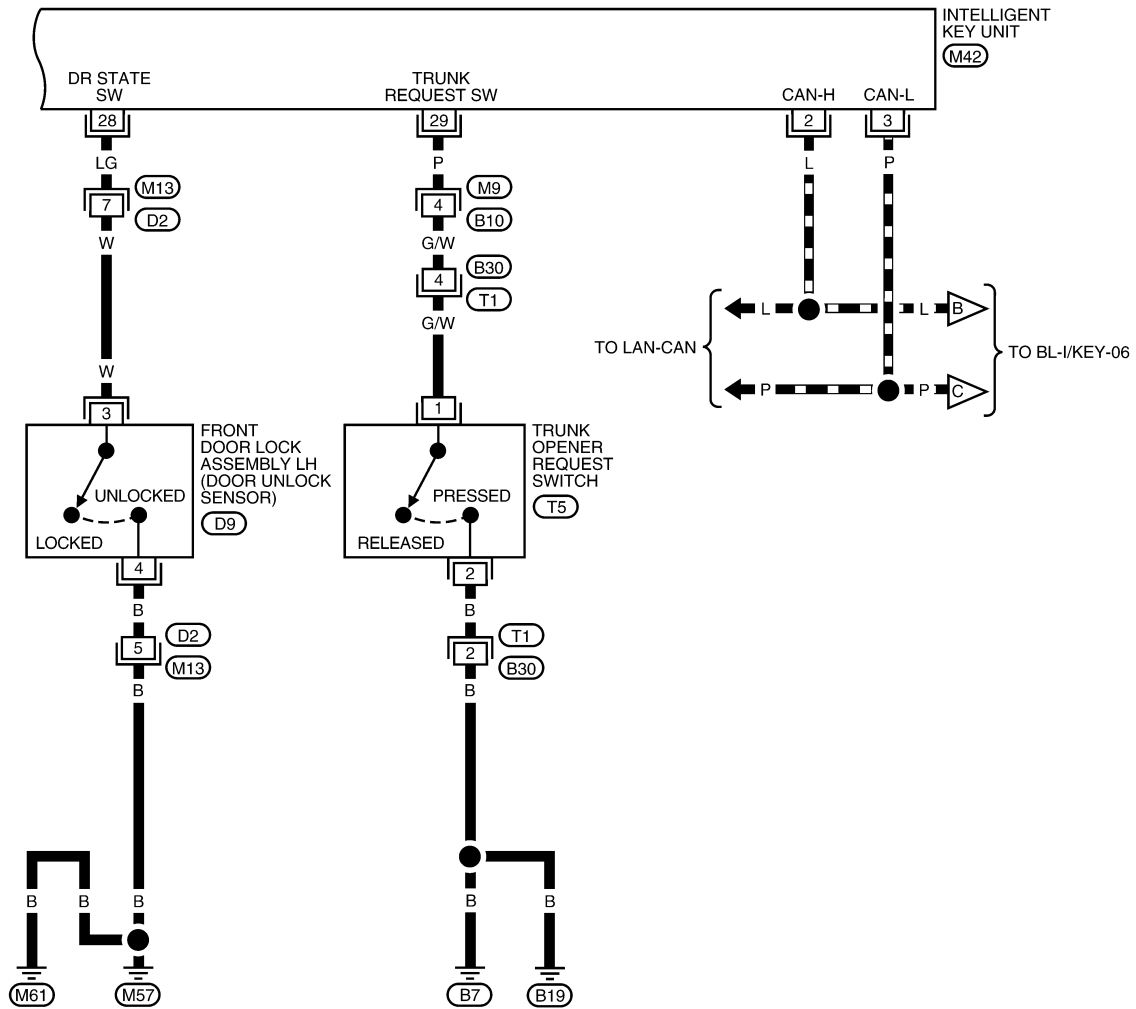 INTELLIGENT
KEY UNIT
M42
DR STATE
SW
TRUNK
REQUEST SW
CAN-H
CAN-L
28
29
2
3
LG
P
L
P
7
M13
D2
4
M9
B10
W
G/W
4
B30
T1
G/W
TO LAN-CAN
L
L
B
P
P
C
TO BL-I/KEY-06
W
3
1
FRONT
DOOR LOCK
ASSEMBLY LH
(DOOR UNLOCK
SENSOR)
D9
UNLOCKED
LOCKED
TRUNK
OPENER
REQUEST
SWITCH
T5
PRESSED
RELEASED
4
2
B
B
5
D2
M13
2
T1
B30
B
B
B
B
B
B
B
M61
M57
B7
B19